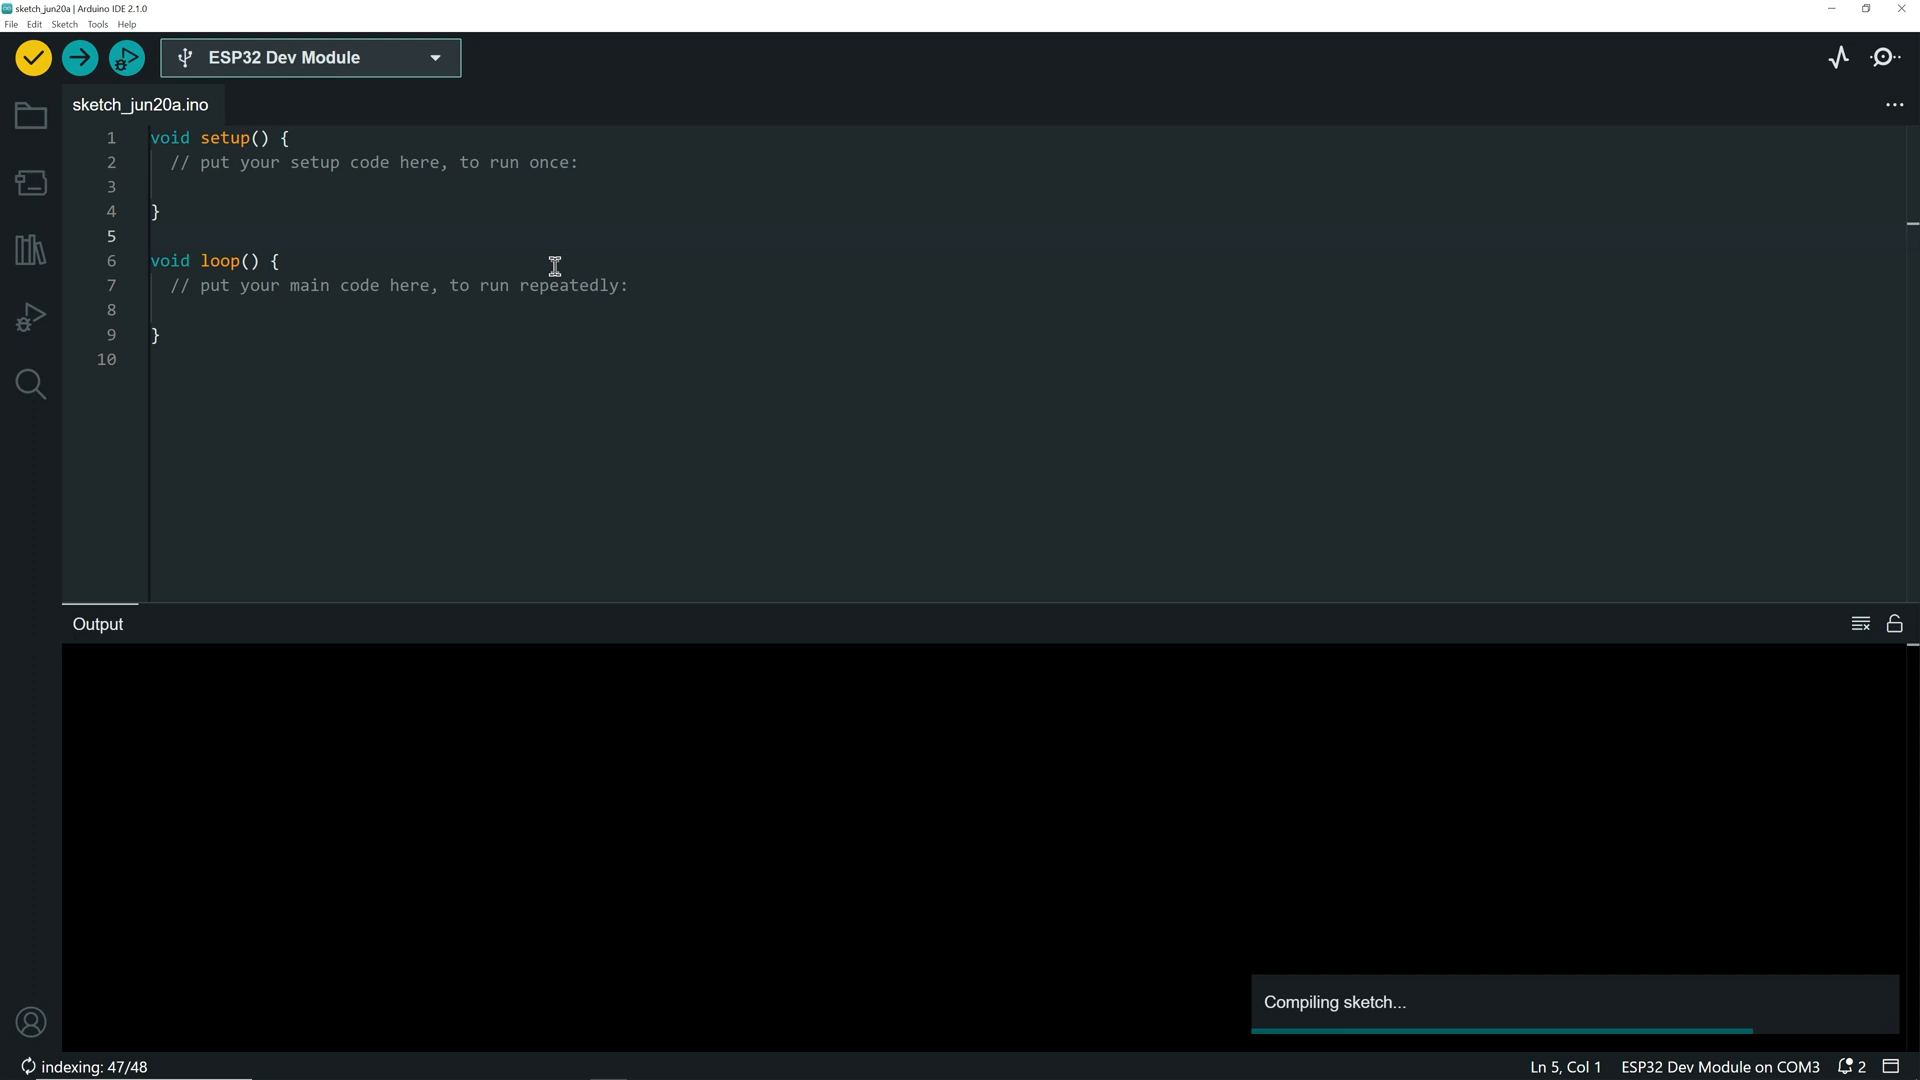 sketch_jun20a | Arduino IDE 2.1.0
File Edit Sketch Tools Help
ESP32 Dev Module
sketch_jun20a.ino
1 void setup() {
2 // put your setup code here, to run once:
3
4 }
5
6 void loop() {
7 // put your main code here, to run repeatedly:
8
9 }
10
Output
Compiling sketch...
indexing: 47/48
Ln 5, Col 1 ESP32 Dev Module on COM3 2